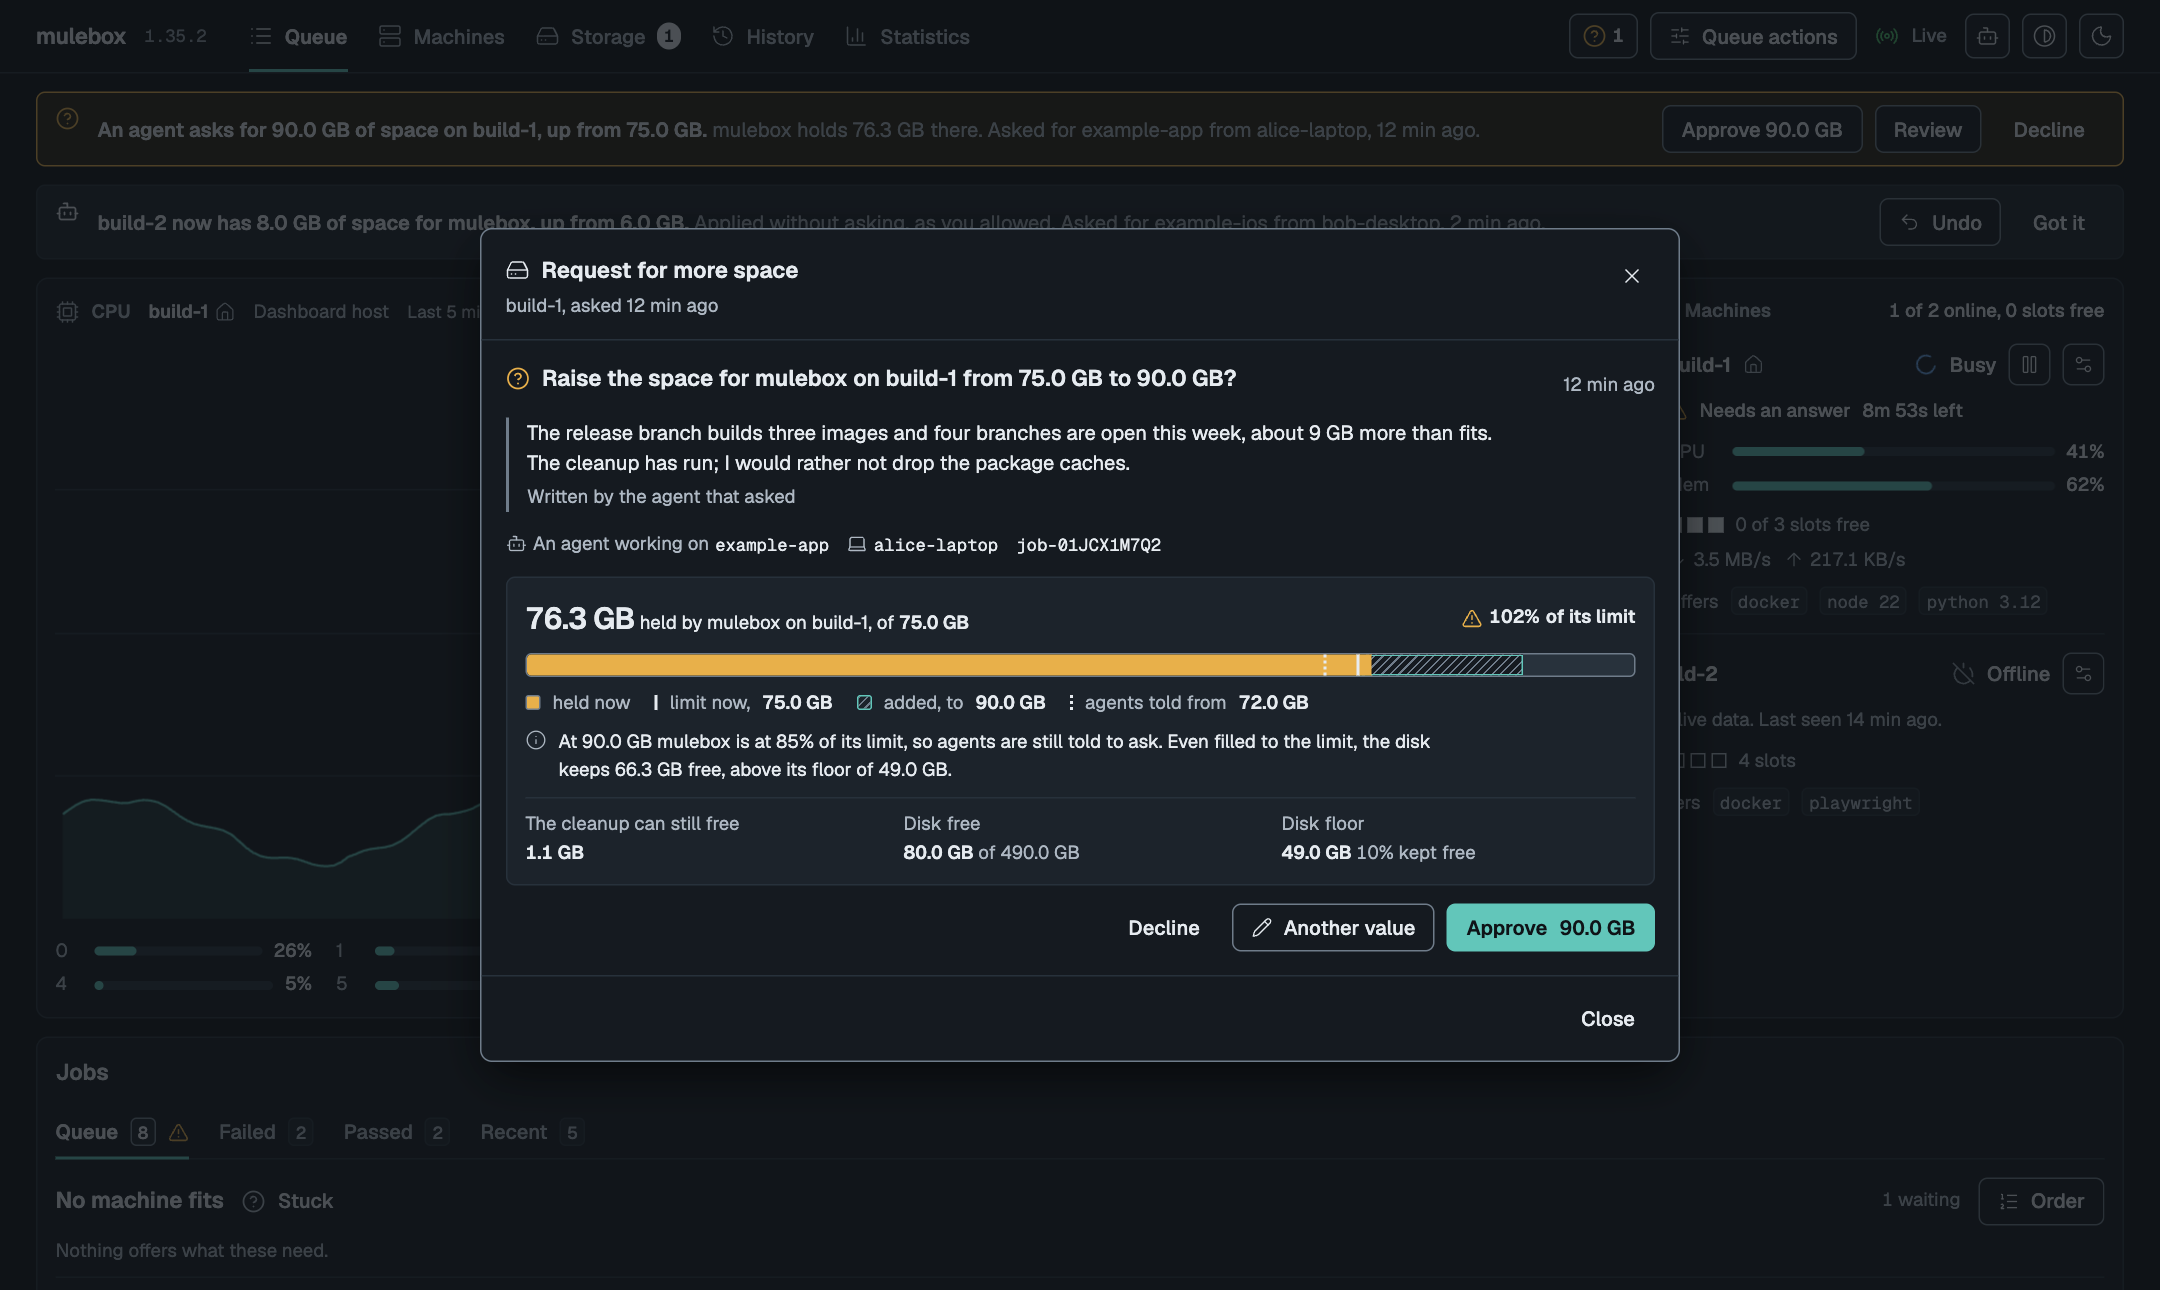 mulebox 1.35.2 Queue Machines Storage 1 History Statistics 1 Queue actions Live
An agent asks for 90.0 GB of space on build-1, up from 75.0 GB. mulebox holds 76.3 GB there. Asked for example-app from alice-laptop, 12 min ago. Approve 90.0 GB Review Decline
build-2 now has 8.0 GB of space for mulebox, up from 6.0 GB. Applied without asking, as you allowed. Asked for example-ios from bob-desktop, 2 min ago. Undo Got it
CPU build-1 Dashboard host Last 5 mi
Request for more space
build-1, asked 12 min ago
Raise the space for mulebox on build-1 from 75.0 GB to 90.0 GB?
12 min ago
The release branch builds three images and four branches are open this week, about 9 GB more than fits.
The cleanup has run; I would rather not drop the package caches.
Written by the agent that asked
An agent working on example-app alice-laptop job-01JCX1M7Q2
76.3 GB held by mulebox on build-1, of 75.0 GB
102% of its limit
held now limit now, 75.0 GB added, to 90.0 GB agents told from 72.0 GB
At 90.0 GB mulebox is at 85% of its limit, so agents are still told to ask. Even filled to the limit, the disk
keeps 66.3 GB free, above its floor of 49.0 GB.
The cleanup can still free Disk free Disk floor
1.1 GB 80.0 GB of 490.0 GB 49.0 GB 10% kept free
Decline Another value Approve 90.0 GB
Close
Machines 1 of 2 online, 0 slots free
uild-1 Busy
Needs an answer 8m 53s left
PU 41%
em 62%
0 of 3 slots free
3.5 MB/s 217.1 KB/s
ffers docker node 22 python 3.12
ld-2 Offline
live data. Last seen 14 min ago.
4 slots
ers docker playwright
0 26% 1
4 5% 5
Jobs
Queue 8 Failed 2 Passed 2 Recent 5
No machine fits Stuck 1 waiting Order
Nothing offers what these need.